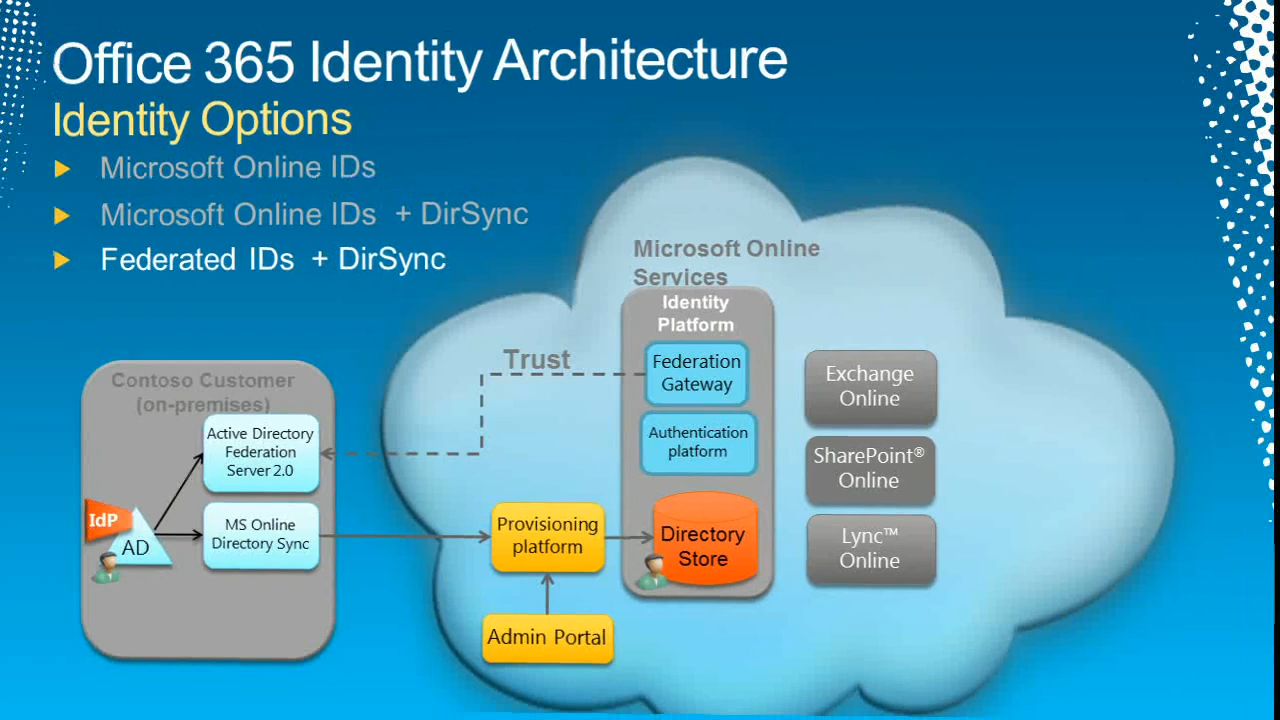 Office 365 Identity Architecture
Identity Options
Microsoft Online IDs
Microsoft Online IDs + DirSync
Federated IDs + DirSync
Microsoft Online
Services
Identity
Platform
Federation
Gateway
Authentication
platform
Directory
Store
Trust
Exchange
Online
SharePoint®
Online
Lync™
Online
Contoso Customer
(on-premises)
Active Directory
Federation
Server 2.0
IdP
AD
MS Online
Directory Sync
Provisioning
platform
Admin Portal